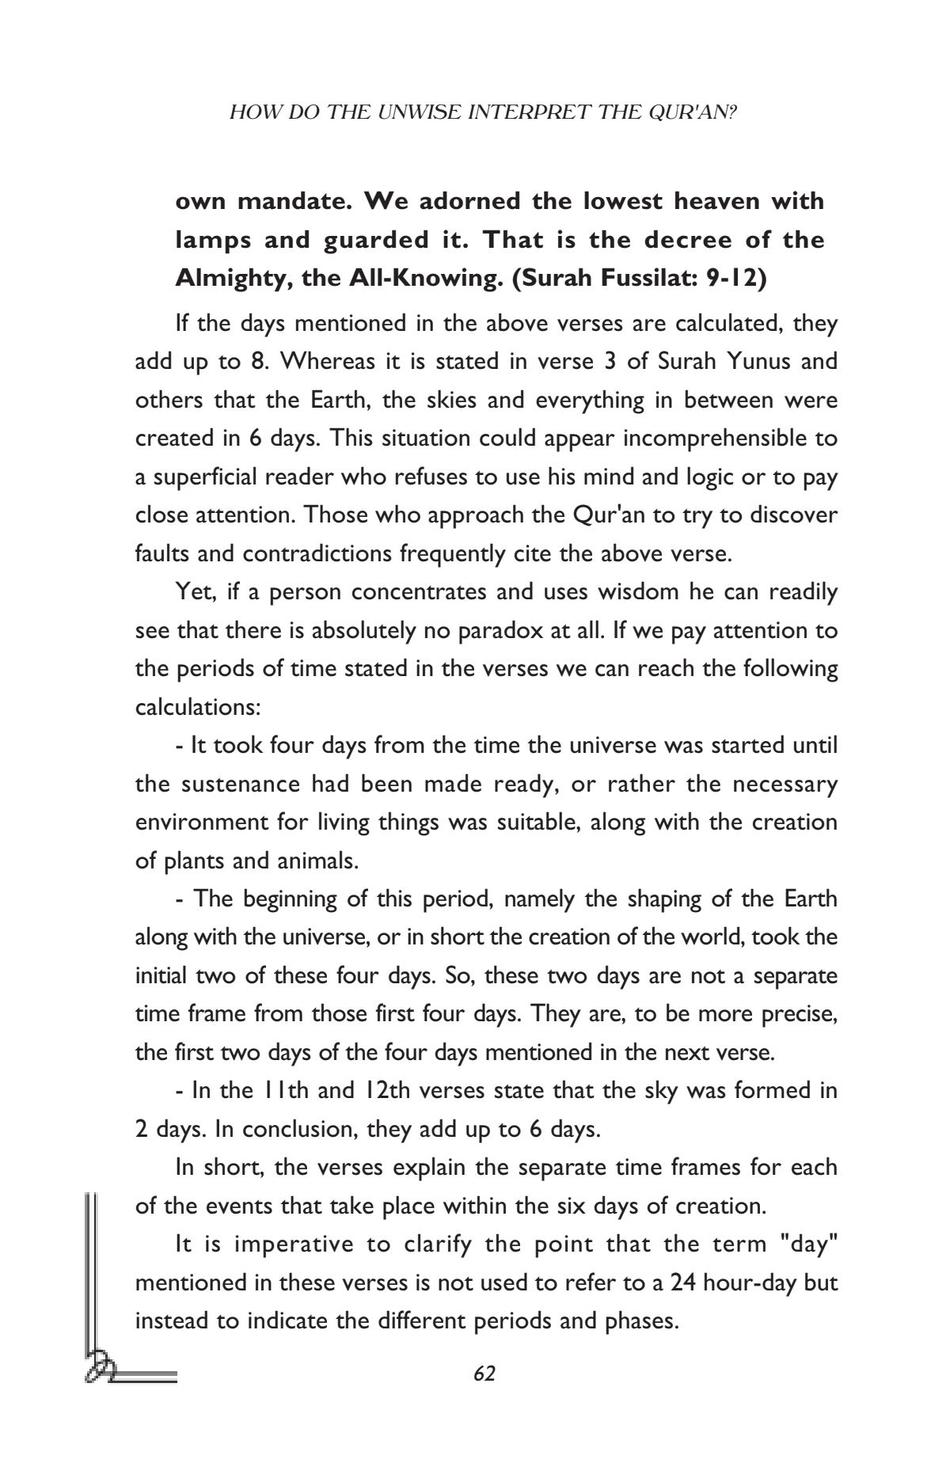 HOW DO THE UNWISE INTERPRET THE QUR'AN?
own mandate. We adorned the lowest heaven with
lamps and guarded it. That is the decree of the
Almighty, the All-Knowing. (Surah Fussilat: 9-12)
If the days mentioned in the above verses are calculated, they
add up to 8. Whereas it is stated in verse 3 of Surah Yunus and
others that the Earth, the skies and everything in between were
created in 6 days. This situation could appear incomprehensible to
a superficial reader who refuses to use his mind and logic or to pay
close attention. Those who approach the Qur'an to try to discover
faults and contradictions frequently cite the above verse.
Yet, if a person concentrates and uses wisdom he can readily
see that there is absolutely no paradox at all. If we pay attention to
the periods of time stated in the verses we can reach the following
calculations:
- It took four days from the time the universe was started until
the sustenance had been made ready, or rather the necessary
environment for living things was suitable, along with the creation
of plants and animals.
- The beginning of this period, namely the shaping of the Earth
along with the universe, or in short the creation of the world, took the
initial two of these four days. So, these two days are not a separate
time frame from those first four days. They are, to be more precise,
the first two days of the four days mentioned in the next verse.
- In the 11th and 12th verses state that the sky was formed in
2 days. In conclusion, they add up to 6 days.
In short, the verses explain the separate time frames for each
of the events that take place within the six days of creation.
It is imperative to clarify the point that the term "day"
mentioned in these verses is not used to refer to a 24 hour-day but
instead to indicate the different periods and phases.
62